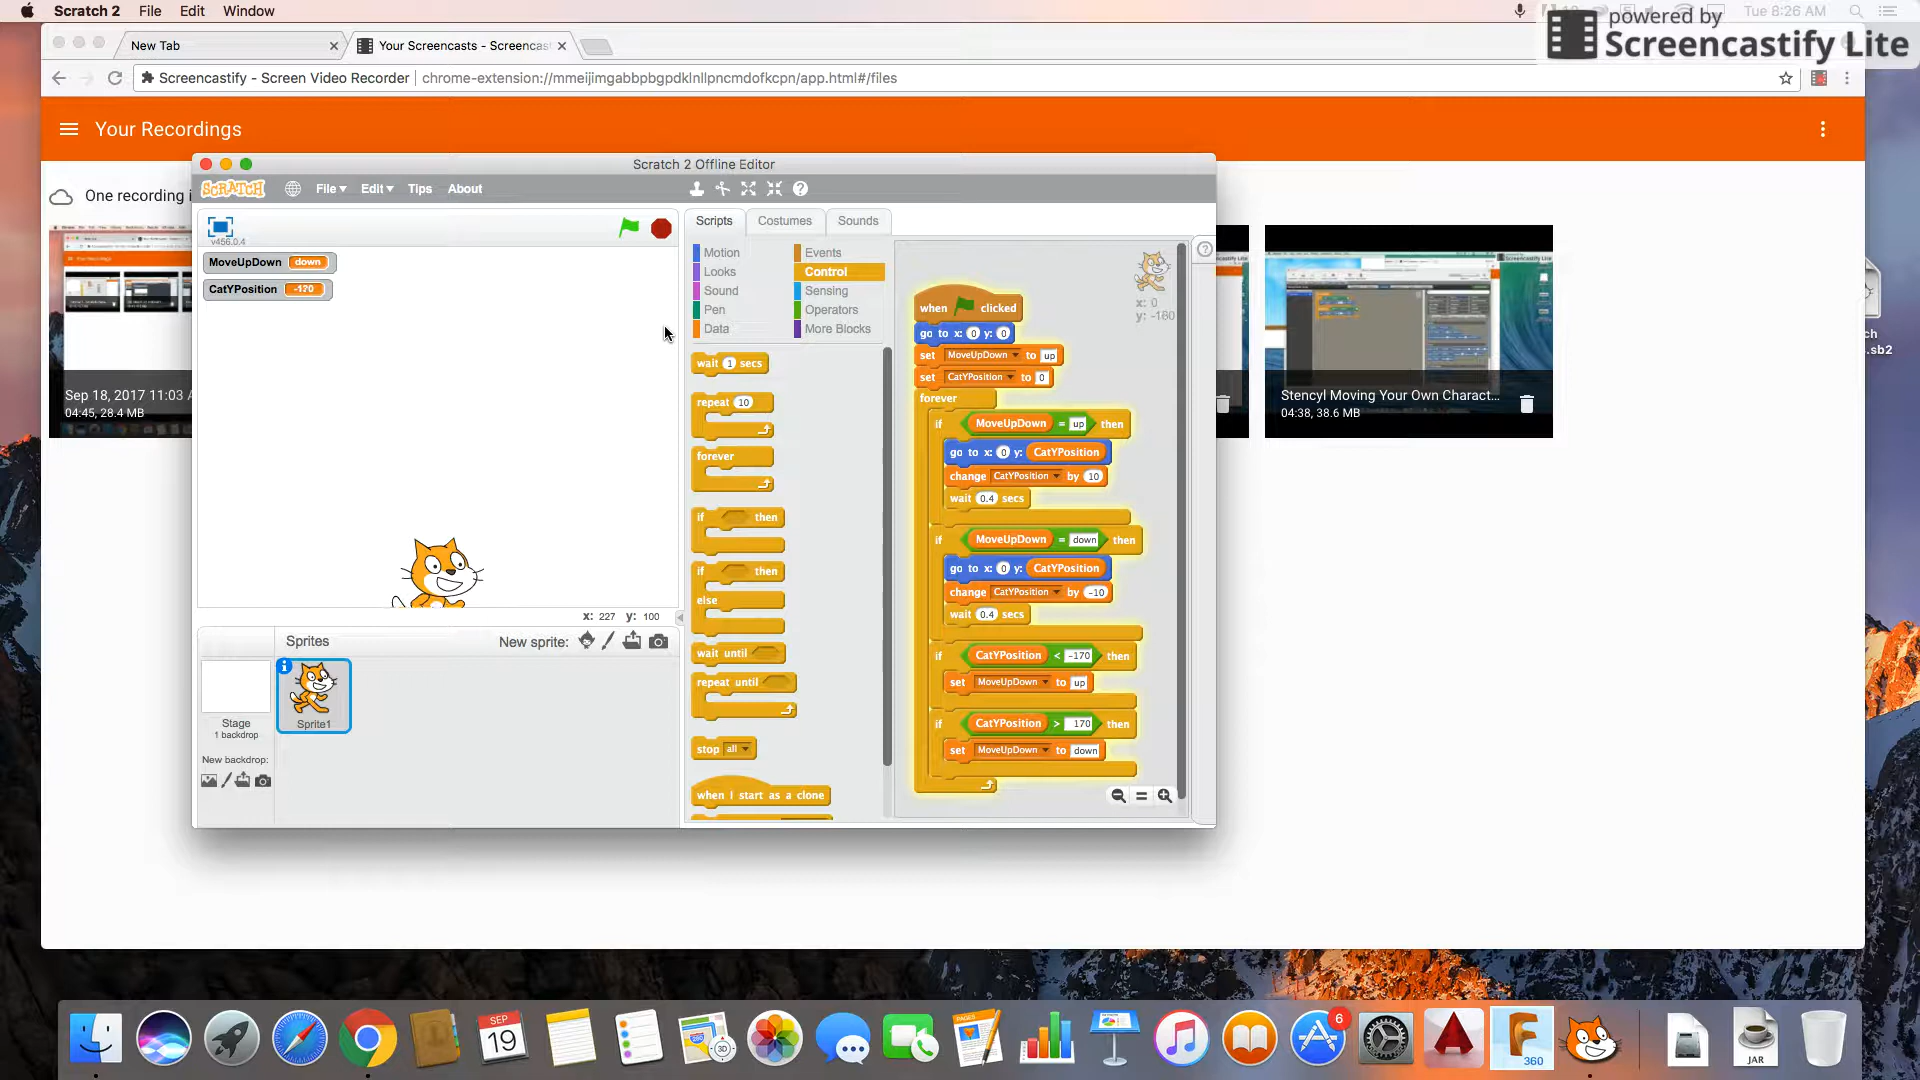 Scratch 2 File Edit Window
Tue 8:26 AM
powered by
Screencastify Lite
New Tab
Your Screencasts - Screencas
Screencastify - Screen Video Recorder chrome-extension://mmeijimgabbpbgpdklnllpncmdofkcpn/app.html#/files
Your Recordings
One recording i
Sep 18, 2017 11:03 A
04:45, 28.4 MB
Stencyl Moving Your Own Charact...
04:38, 38.6 MB
Scratch 2 Offline Editor
SCRATCH File Edit Tips About
v456.0.4
MoveUpDown down
CatYPosition -170
x: 227 y: 100
Sprites New sprite:
Stage
1 backdrop
New backdrop:
Sprite1
Scripts Costumes Sounds
Motion Events
Looks Control
Sound Sensing
Pen Operators
Data More Blocks
wait 1 secs
repeat 10
forever
if then
if then
else
wait until
repeat until
stop all
when I start as a clone
x: 0
y: -160
when clicked
go to x: 0 y: 0
set MoveUpDown to up
set CatYPosition to 0
forever
if MoveUpDown = up then
go to x: 0 y: CatYPosition
change CatYPosition by 10
wait 0.4 secs
if MoveUpDown = down then
go to x: 0 y: CatYPosition
change CatYPosition by -10
wait 0.4 secs
if CatYPosition < -170 then
set MoveUpDown to up
if CatYPosition > 170 then
set MoveUpDown to down
ch
.sb2
SEP
19
3D
6
360
JAR
PAGES